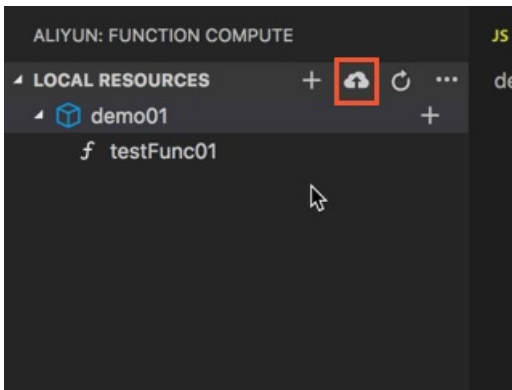 ALIYUN: FUNCTION COMPUTE
JS
LOCAL RESOURCES
de
demo01
f testFunc01